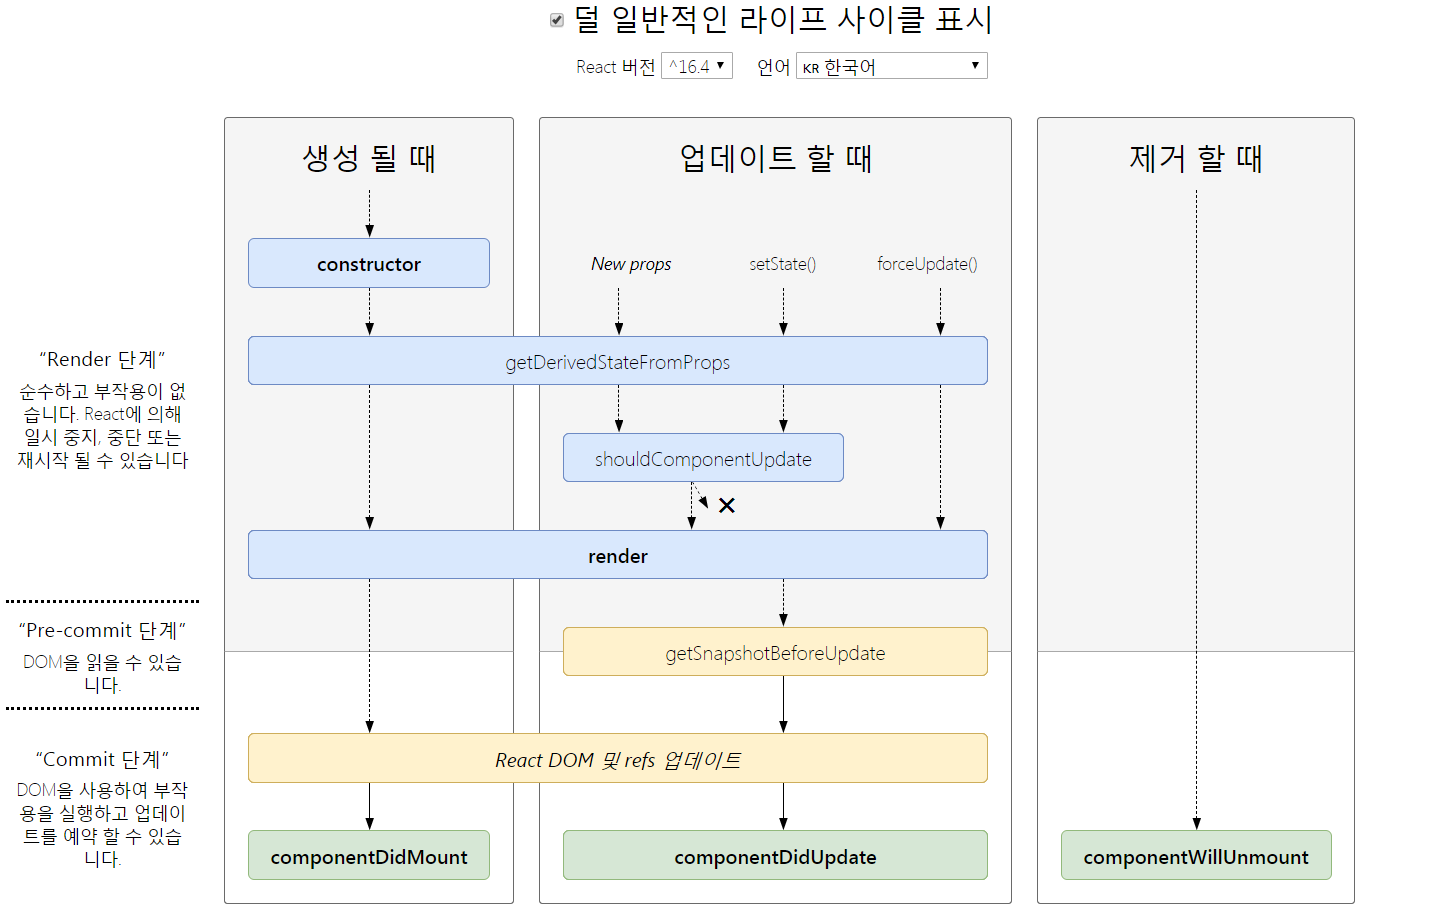 덜 일반적인 라이프 사이클 표시
React 버전 ^16.4 언어 KR 한국어
생성 될 때
업데이트 할 때
제거 할 때
constructor
New props
setState()
forceUpdate()
“Render 단계”
순수하고 부작용이 없
습니다. React에 의해
일시 중지, 중단 또는
재시작 될 수 있습니다
getDerivedStateFromProps
shouldComponentUpdate
render
“Pre-commit 단계”
DOM을 읽을 수 있습
니다.
getSnapshotBeforeUpdate
“Commit 단계”
DOM을 사용하여 부작
용을 실행하고 업데이
트를 예약 할 수 있습
니다.
React DOM 및 refs 업데이트
componentDidMount
componentDidUpdate
componentWillUnmount